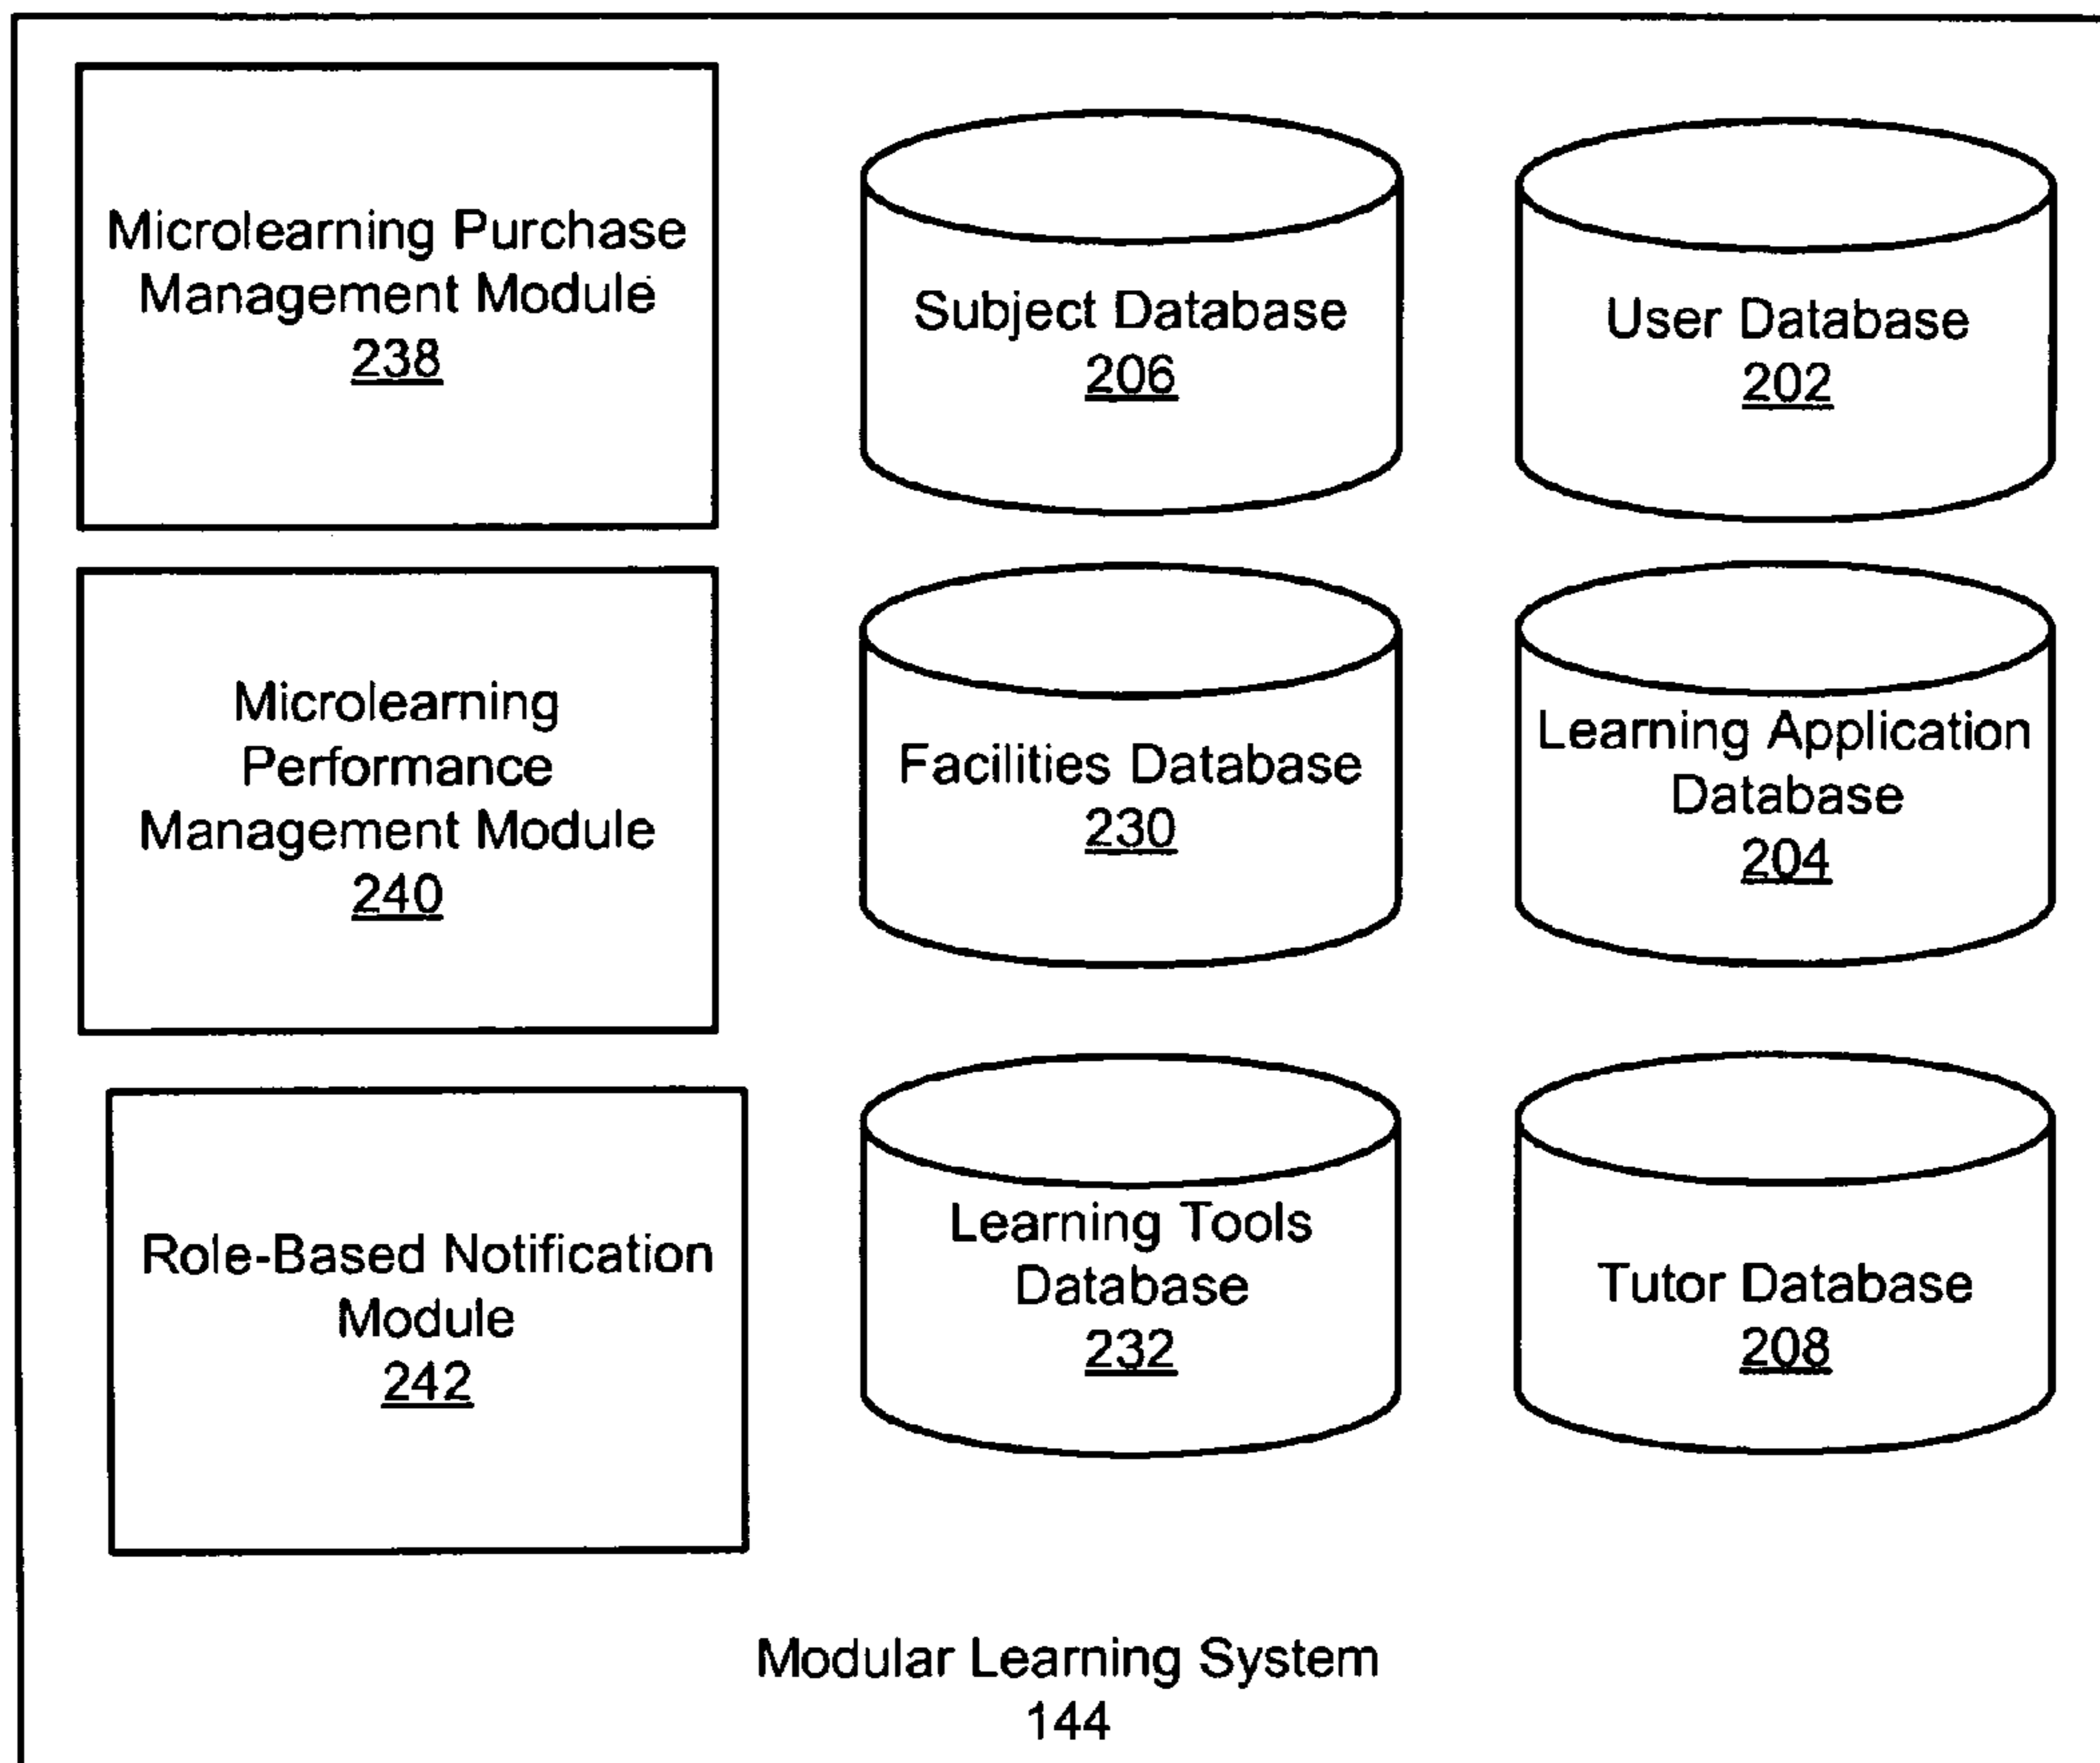 Microlearning Purchase
Management Module
238
Subject Database
206
User Database
202
Microlearning
Performance
Management Module
240
Facilities Database
230
Learning Application
Database
204
Role-Based Notification
Module
242
Learning Tools
Database
232
Tutor Database
208
Modular Learning System
144